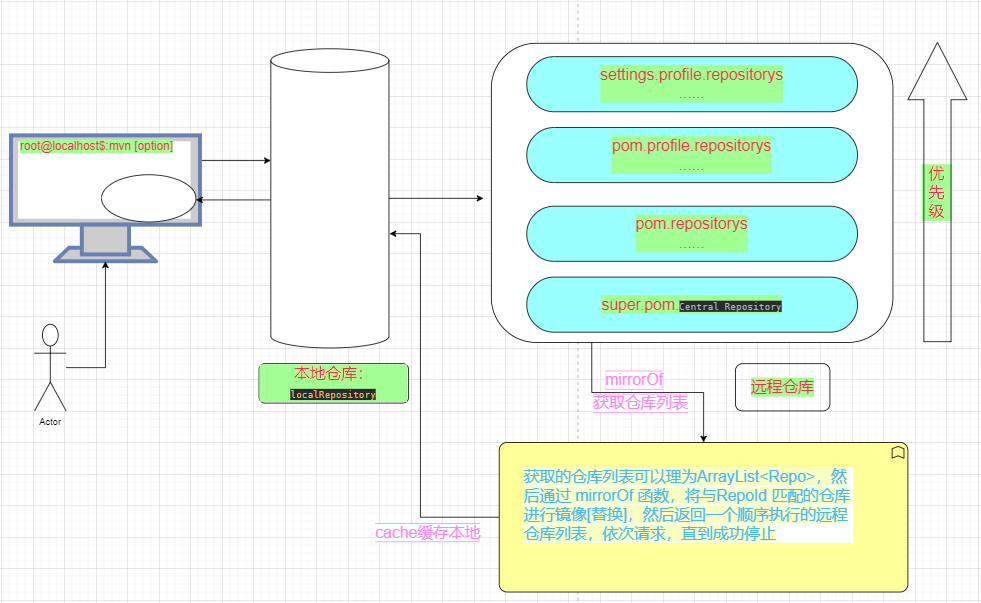 settings.profile.repositorys
......
root@localhost$:mvn [option]
pom.profile.repositorys
......
优
先
级
pom.repositorys
......
super.pom.Central Repository
本地仓库:
localRepository
mirrorOf
获取仓库列表
远程仓库
Actor
获取的仓库列表可以理为ArrayList<Repo>，然
后通过 mirrorOf 函数，将与RepoId 匹配的仓库
进行镜像[替换]，然后返回一个顺序执行的远程
仓库列表，依次请求，直到成功停止
cache缓存本地